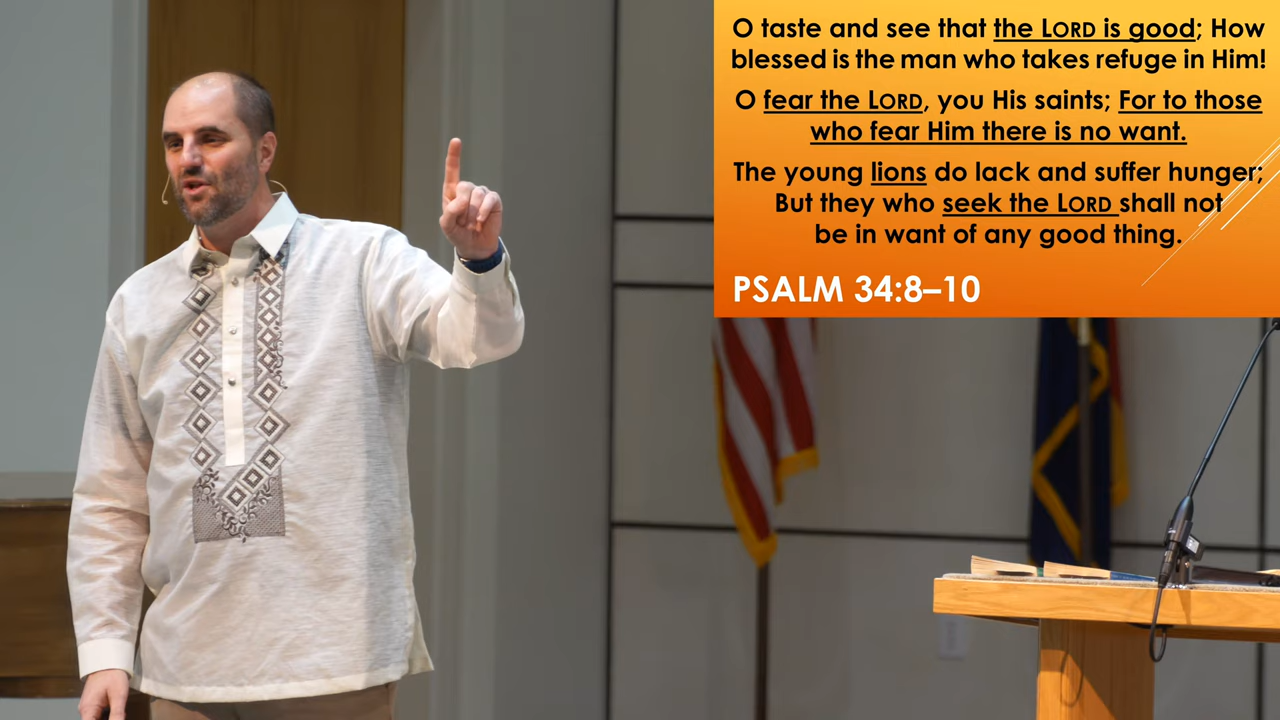 O taste and see that the LORD is good; How
blessed is the man who takes refuge in Him!
O fear the LORD, you His saints; For to those
who fear Him there is no want.
The young lions do lack and suffer hunger;
But they who seek the LORD shall not
be in want of any good thing.
PSALM 34:8–10